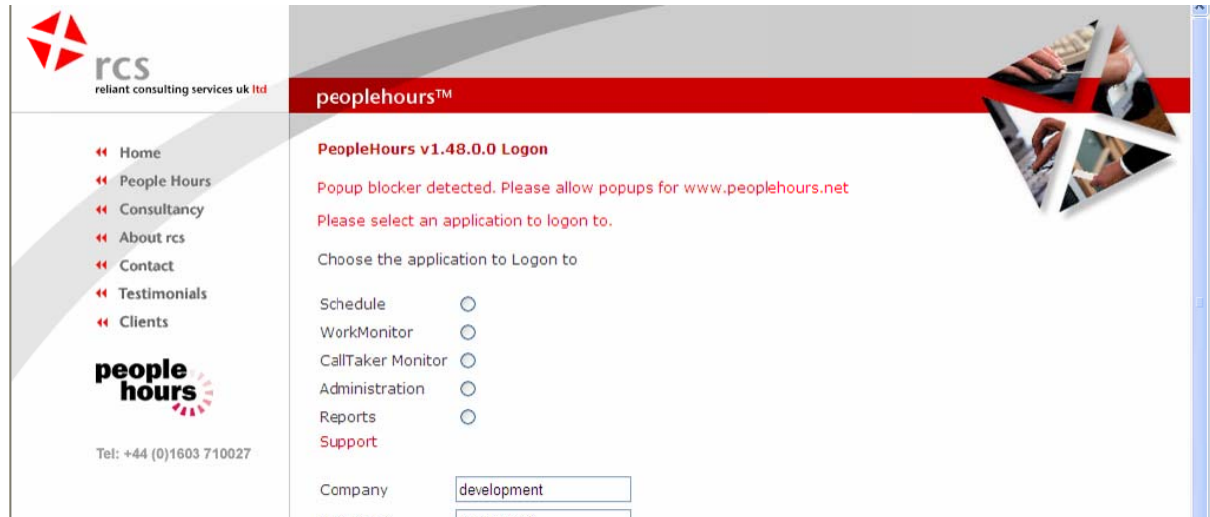 rcs
reliant consulting services uk ltd
peoplehours™
Home
People Hours
Consultancy
About rcs
Contact
Testimonials
Clients
people
hours
Tel: +44 (0)1603 710027
PeopleHours v1.48.0.0 Logon
Popup blocker detected. Please allow popups for www.peoplehours.net
Please select an application to logon to.
Choose the application to Logon to
Schedule
WorkMonitor
CallTaker Monitor
Administration
Reports
Support
Company development